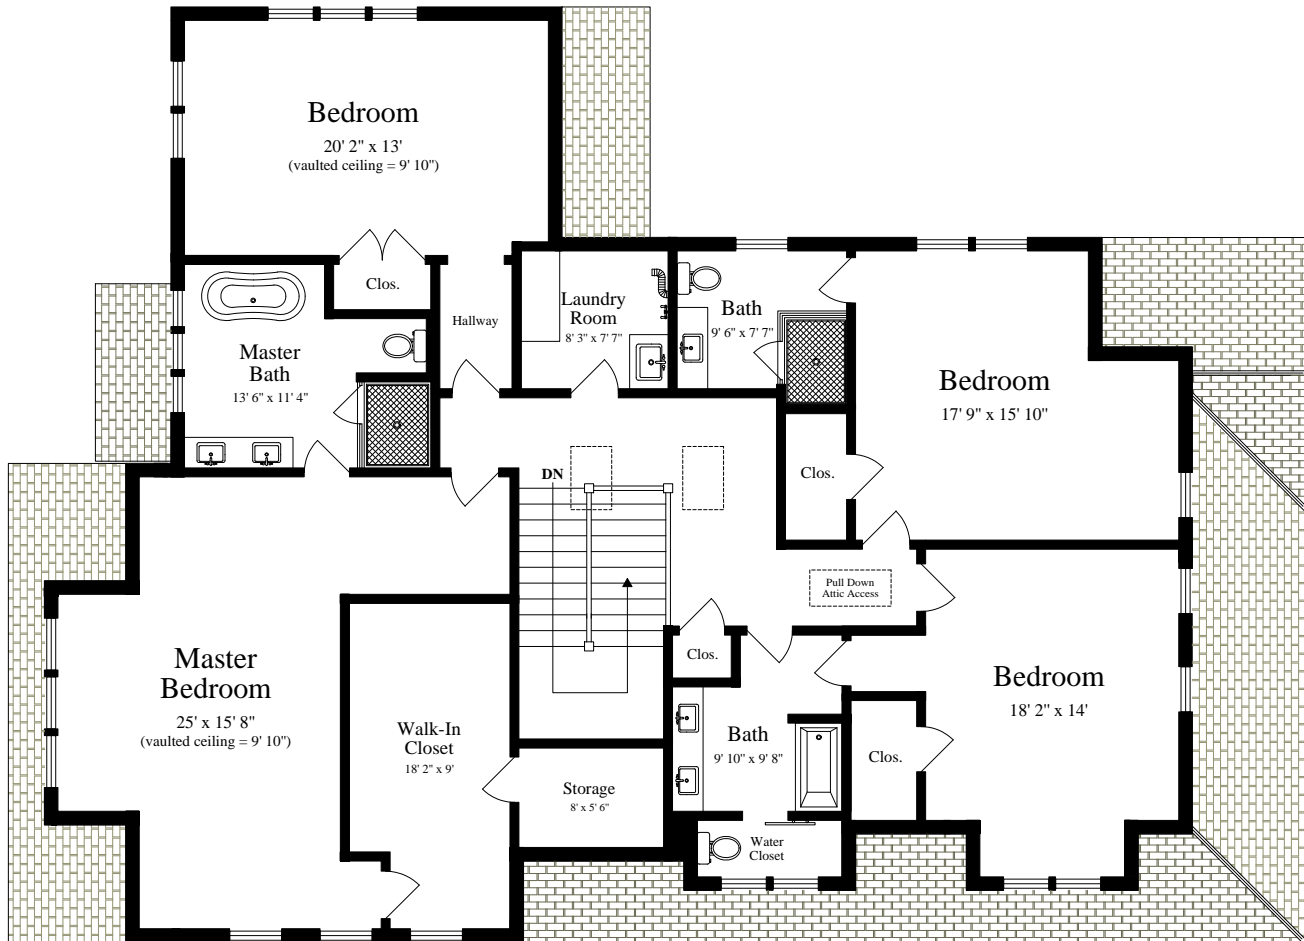 Bedroom
20' 2" x 13'
(vaulted ceiling = 9' 10")
Clos.
Hallway
Laundry
Room
8' 3" x 7' 7"
Bath
9' 6" x 7' 7"
Master
Bath
13' 6" x 11' 4"
Bedroom
17' 9" x 15' 10"
Clos.
DN
Pull Down
Attic Access
Master
Bedroom
25' x 15' 8"
(vaulted ceiling = 9' 10")
Walk-In
Closet
18' 2" x 9'
Storage
8' x 5' 6"
Clos.
Bath
9' 10" x 9' 8"
Water
Closet
Clos.
Bedroom
18' 2" x 14'